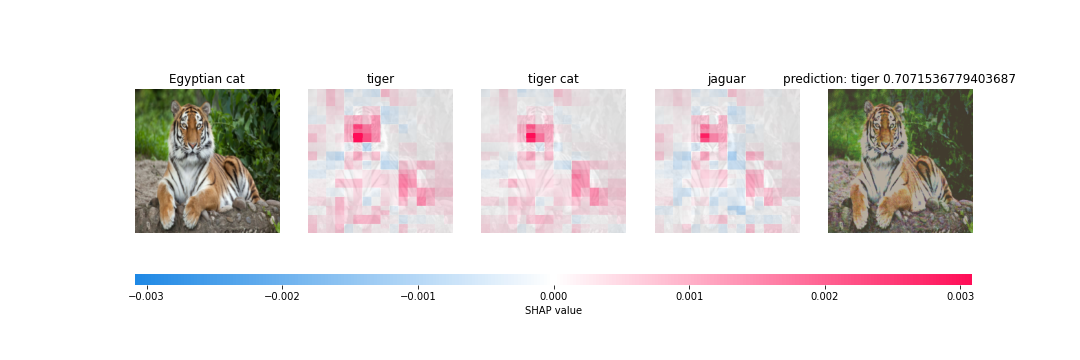 Egyptian cat
tiger
tiger cat
jaguar
prediction: tiger 0.7071536779403687
−0.003
−0.002
−0.001
0.000
0.001
0.002
0.003
SHAP value